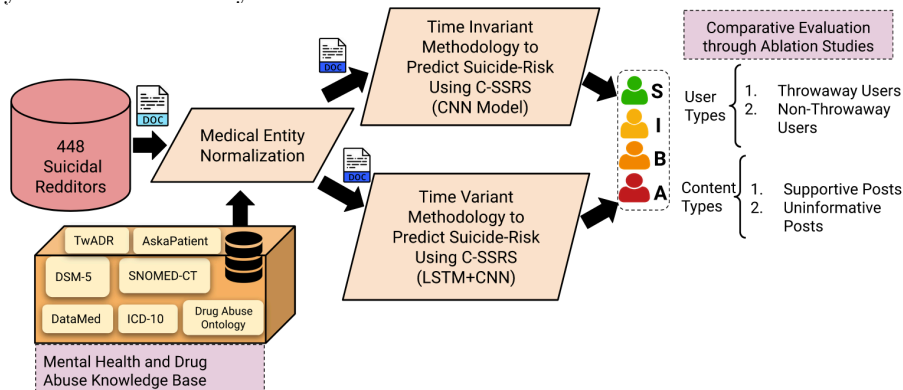 448
Suicidal
Redditors
DOC
Medical Entity
Normalization
DOC
DOC
Time Invariant
Methodology to
Predict Suicide-Risk
Using C-SSRS
(CNN Model)
Time Variant
Methodology to
Predict Suicide-Risk
Using C-SSRS
(LSTM+CNN)
S
I
B
A
Comparative Evaluation
through Ablation Studies
User
Types
1. Throwaway Users
2. Non-Throwaway
Users
Content
Types
1. Supportive Posts
2. Uninformative
Posts
TwADR
AskaPatient
DSM-5
SNOMED-CT
DataMed
ICD-10
Drug Abuse
Ontology
Mental Health and Drug
Abuse Knowledge Base